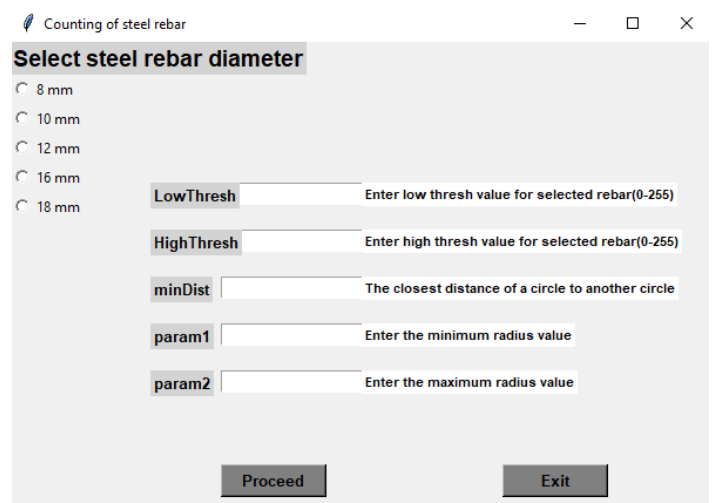 Counting of steel rebar
Select steel rebar diameter
8 mm
10 mm
12 mm
16 mm
18 mm
LowThresh Enter low thresh value for selected rebar(0-255)
HighThresh Enter high thresh value for selected rebar(0-255)
minDist The closest distance of a circle to another circle
param1 Enter the minimum radius value
param2 Enter the maximum radius value
Proceed Exit